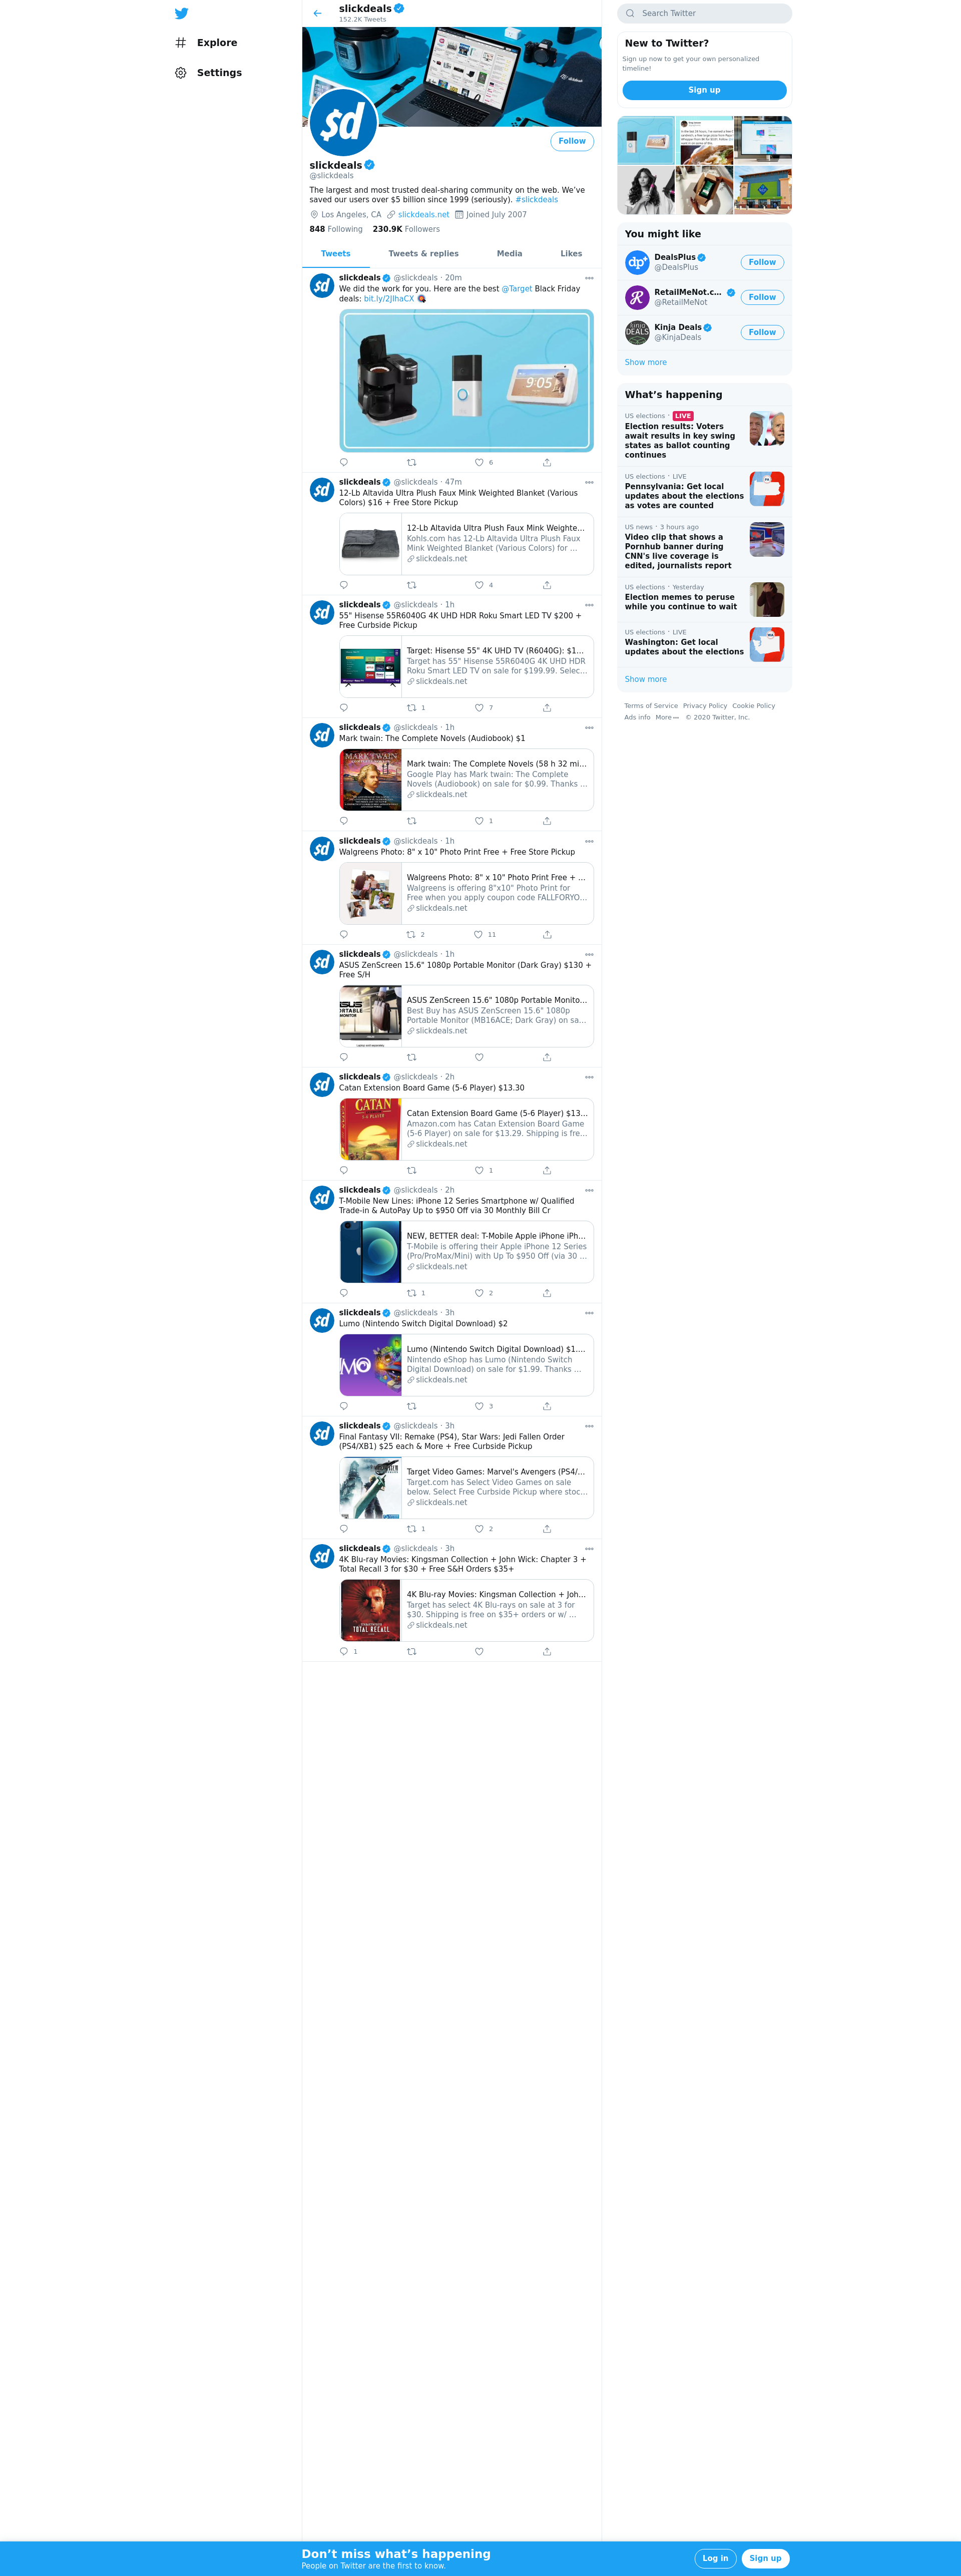 Explore
Settings
slickdeals
152.2K Tweets
$d
Follow
slickdeals
@slickdeals
The largest and most trusted deal-sharing community on the web. We've
saved our users over $5 billion since 1999 (seriously). #slickdeals
Los Angeles, CA slickdeals.net Joined July 2007
848 Following 230.9K Followers
Tweets Tweets & replies Media Likes
slickdeals @slickdeals · 20m
We did the work for you. Here are the best @Target Black Friday
deals: bit.ly/2JlhaCX
9:05
6
slickdeals @slickdeals · 47m
12-Lb Altavida Ultra Plush Faux Mink Weighted Blanket (Various
Colors) $16 + Free Store Pickup
12-Lb Altavida Ultra Plush Faux Mink Weighte...
Kohls.com has 12-Lb Altavida Ultra Plush Faux
Mink Weighted Blanket (Various Colors) for ...
slickdeals.net
4
slickdeals @slickdeals · 1h
55" Hisense 55R6040G 4K UHD HDR Roku Smart LED TV $200 +
Free Curbside Pickup
Target: Hisense 55" 4K UHD TV (R6040G): $1...
Target has 55" Hisense 55R6040G 4K UHD HDR
Roku Smart LED TV on sale for $199.99. Selec...
slickdeals.net
1 7
slickdeals @slickdeals · 1h
Mark twain: The Complete Novels (Audiobook) $1
MARK TWAIN
Mark twain: The Complete Novels (58 h 32 mi...
Google Play has Mark twain: The Complete
Novels (Audiobook) on sale for $0.99. Thanks ...
slickdeals.net
1
slickdeals @slickdeals · 1h
Walgreens Photo: 8" x 10" Photo Print Free + Free Store Pickup
Walgreens Photo: 8" x 10" Photo Print Free + ...
Walgreens is offering 8"x10" Photo Print for
Free when you apply coupon code FALLFORYO...
slickdeals.net
2 11
slickdeals @slickdeals · 1h
ASUS ZenScreen 15.6" 1080p Portable Monitor (Dark Gray) $130 +
Free S/H
ASUS ZenScreen 15.6" 1080p Portable Monito...
Best Buy has ASUS ZenScreen 15.6" 1080p
Portable Monitor (MB16ACE; Dark Gray) on sa...
slickdeals.net
slickdeals @slickdeals · 2h
Catan Extension Board Game (5-6 Player) $13.30
CATAN
Catan Extension Board Game (5-6 Player) $13...
Amazon.com has Catan Extension Board Game
(5-6 Player) on sale for $13.29. Shipping is fre...
slickdeals.net
1
slickdeals @slickdeals · 2h
T-Mobile New Lines: iPhone 12 Series Smartphone w/ Qualified
Trade-in & AutoPay Up to $950 Off via 30 Monthly Bill Cr
NEW, BETTER deal: T-Mobile Apple iPhone iPh...
T-Mobile is offering their Apple iPhone 12 Series
(Pro/ProMax/Mini) with Up To $950 Off (via 30 ...
slickdeals.net
1 2
slickdeals @slickdeals · 3h
Lumo (Nintendo Switch Digital Download) $2
Lumo (Nintendo Switch Digital Download) $1....
Nintendo eShop has Lumo (Nintendo Switch
Digital Download) on sale for $1.99. Thanks ...
slickdeals.net
3
slickdeals @slickdeals · 3h
Final Fantasy VII: Remake (PS4), Star Wars: Jedi Fallen Order
(PS4/XB1) $25 each & More + Free Curbside Pickup
Target Video Games: Marvel's Avengers (PS4/...
Target.com has Select Video Games on sale
below. Select Free Curbside Pickup where stoc...
slickdeals.net
1 2
slickdeals @slickdeals · 3h
4K Blu-ray Movies: Kingsman Collection + John Wick: Chapter 3 +
Total Recall 3 for $30 + Free S&H Orders $35+
TOTAL RECALL
4K Blu-ray Movies: Kingsman Collection + Joh...
Target has select 4K Blu-rays on sale at 3 for
$30. Shipping is free on $35+ orders or w/ ...
slickdeals.net
1
Search Twitter
New to Twitter?
Sign up now to get your own personalized
timeline!
Sign up
You might like
DealsPlus
@DealsPlus
Follow
RetailMeNot.c...
@RetailMeNot
Follow
Kinja Deals
@KinjaDeals
Follow
Show more
What's happening
US elections · LIVE
Election results: Voters
await results in key swing
states as ballot counting
continues
US elections · LIVE
Pennsylvania: Get local
updates about the elections
as votes are counted
US news · 3 hours ago
Video clip that shows a
Pornhub banner during
CNN's live coverage is
edited, journalists report
US elections · Yesterday
Election memes to peruse
while you continue to wait
US elections · LIVE
Washington: Get local
updates about the elections
Show more
Terms of Service Privacy Policy Cookie Policy
Ads info More © 2020 Twitter, Inc.
Don't miss what's happening
People on Twitter are the first to know.
Log in Sign up